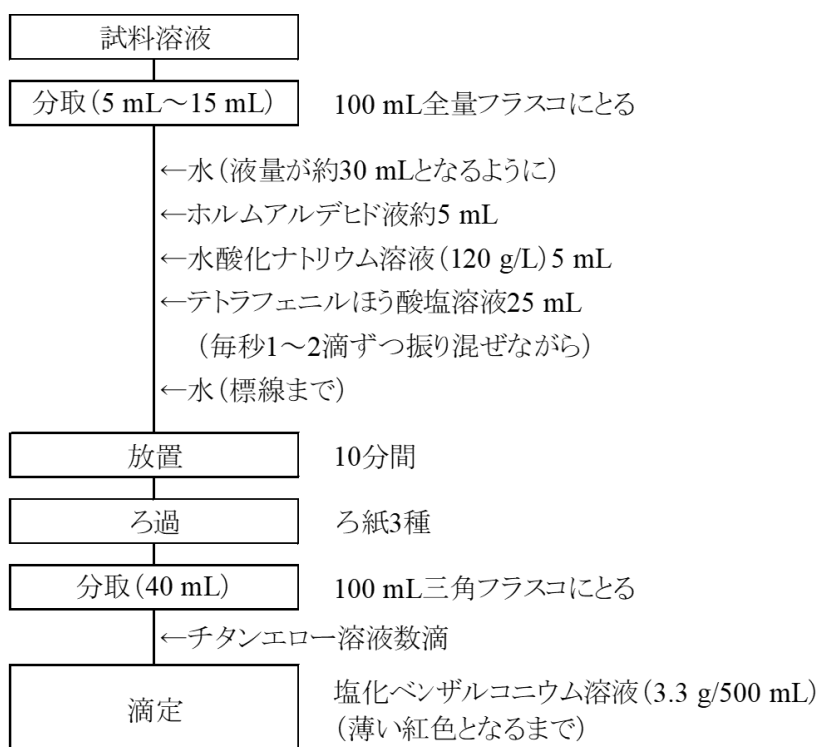 試料溶液
分取(5 mL～15 mL) 100 mL全量フラスコにとる
←水(液量が約30 mLとなるように)
←ホルムアルデヒド液約5 mL
←水酸化ナトリウム溶液(120 g/L)5 mL
←テトラフェニルほう酸塩溶液25 mL
(毎秒1～2滴ずつ振り混ぜながら)
←水(標線まで)
放置 10分間
ろ過 ろ紙3種
分取(40 mL) 100 mL三角フラスコにとる
←チタンエロー溶液数滴
滴定 塩化ベンザルコニウム溶液(3.3 g/500 mL)
(薄い紅色となるまで)